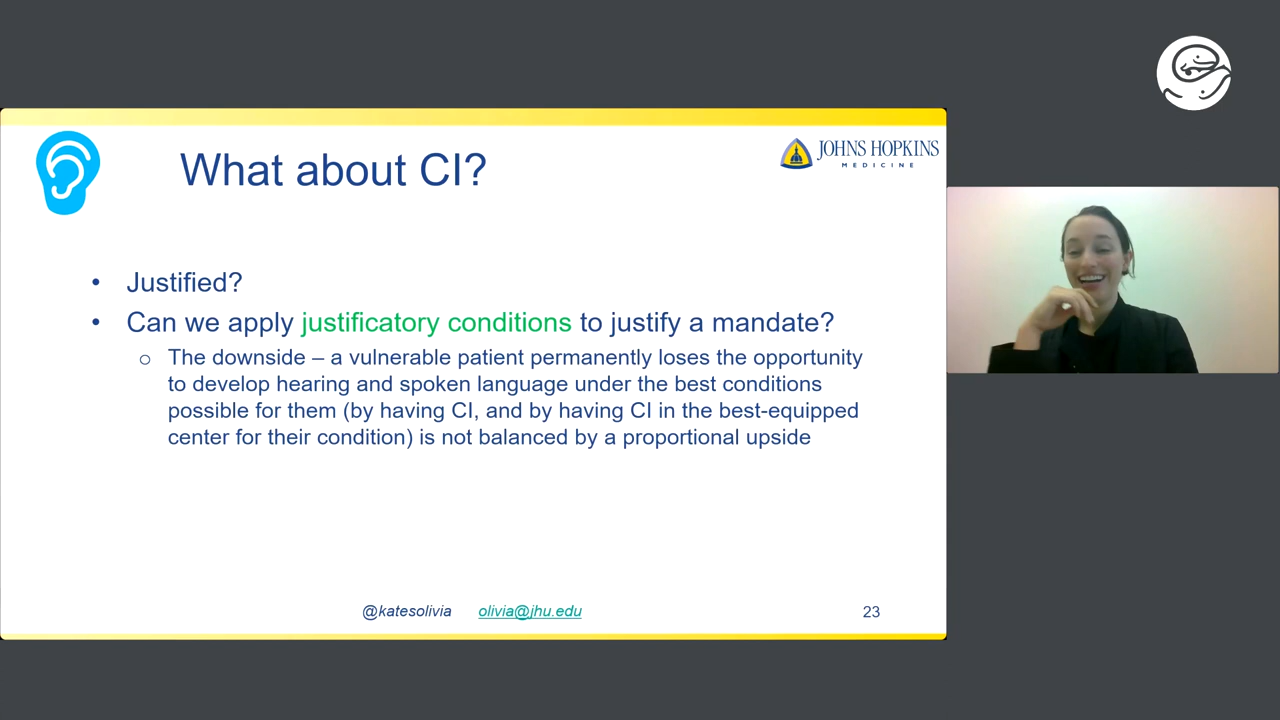 What about CI?
JOHNS HOPKINS
MEDICINE
• Justified?
• Can we apply justificatory conditions to justify a mandate?
o The downside – a vulnerable patient permanently loses the opportunity
to develop hearing and spoken language under the best conditions
possible for them (by having CI, and by having CI in the best-equipped
center for their condition) is not balanced by a proportional upside
@katesolivia olivia@jhu.edu
23